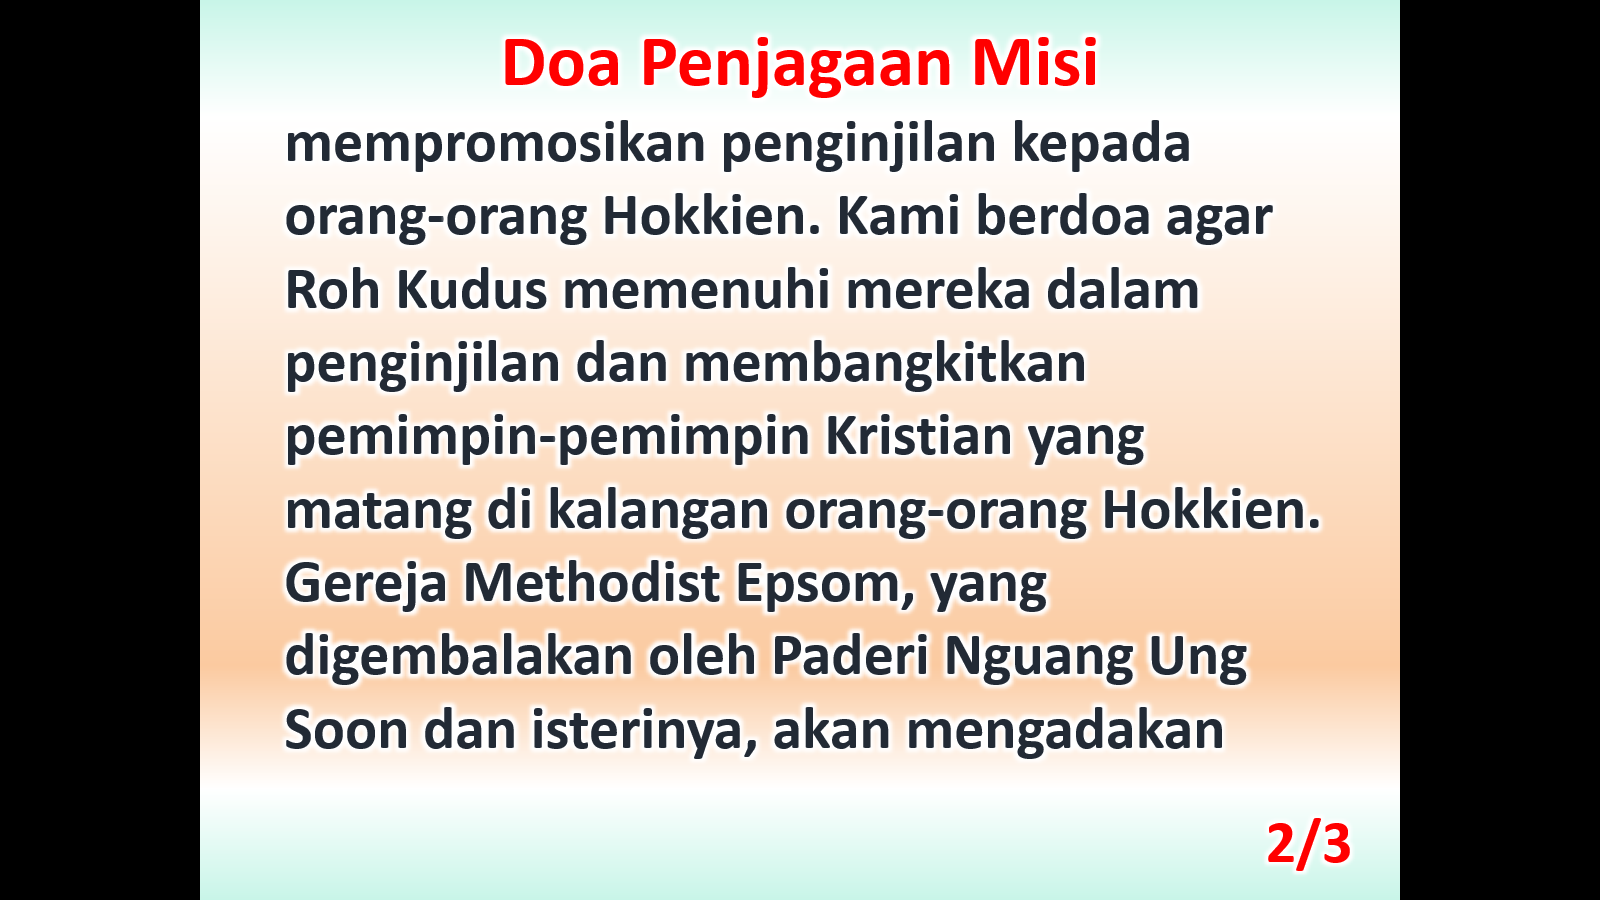 Doa Penjagaan Misi
mempromosikan penginjilan kepada
orang-orang Hokkien. Kami berdoa agar
Roh Kudus memenuhi mereka dalam
penginjilan dan membangkitkan
pemimpin-pemimpin Kristian yang
matang di kalangan orang-orang Hokkien.
Gereja Methodist Epsom, yang
digembalakan oleh Paderi Nguang Ung
Soon dan isterinya, akan mengadakan
2/3